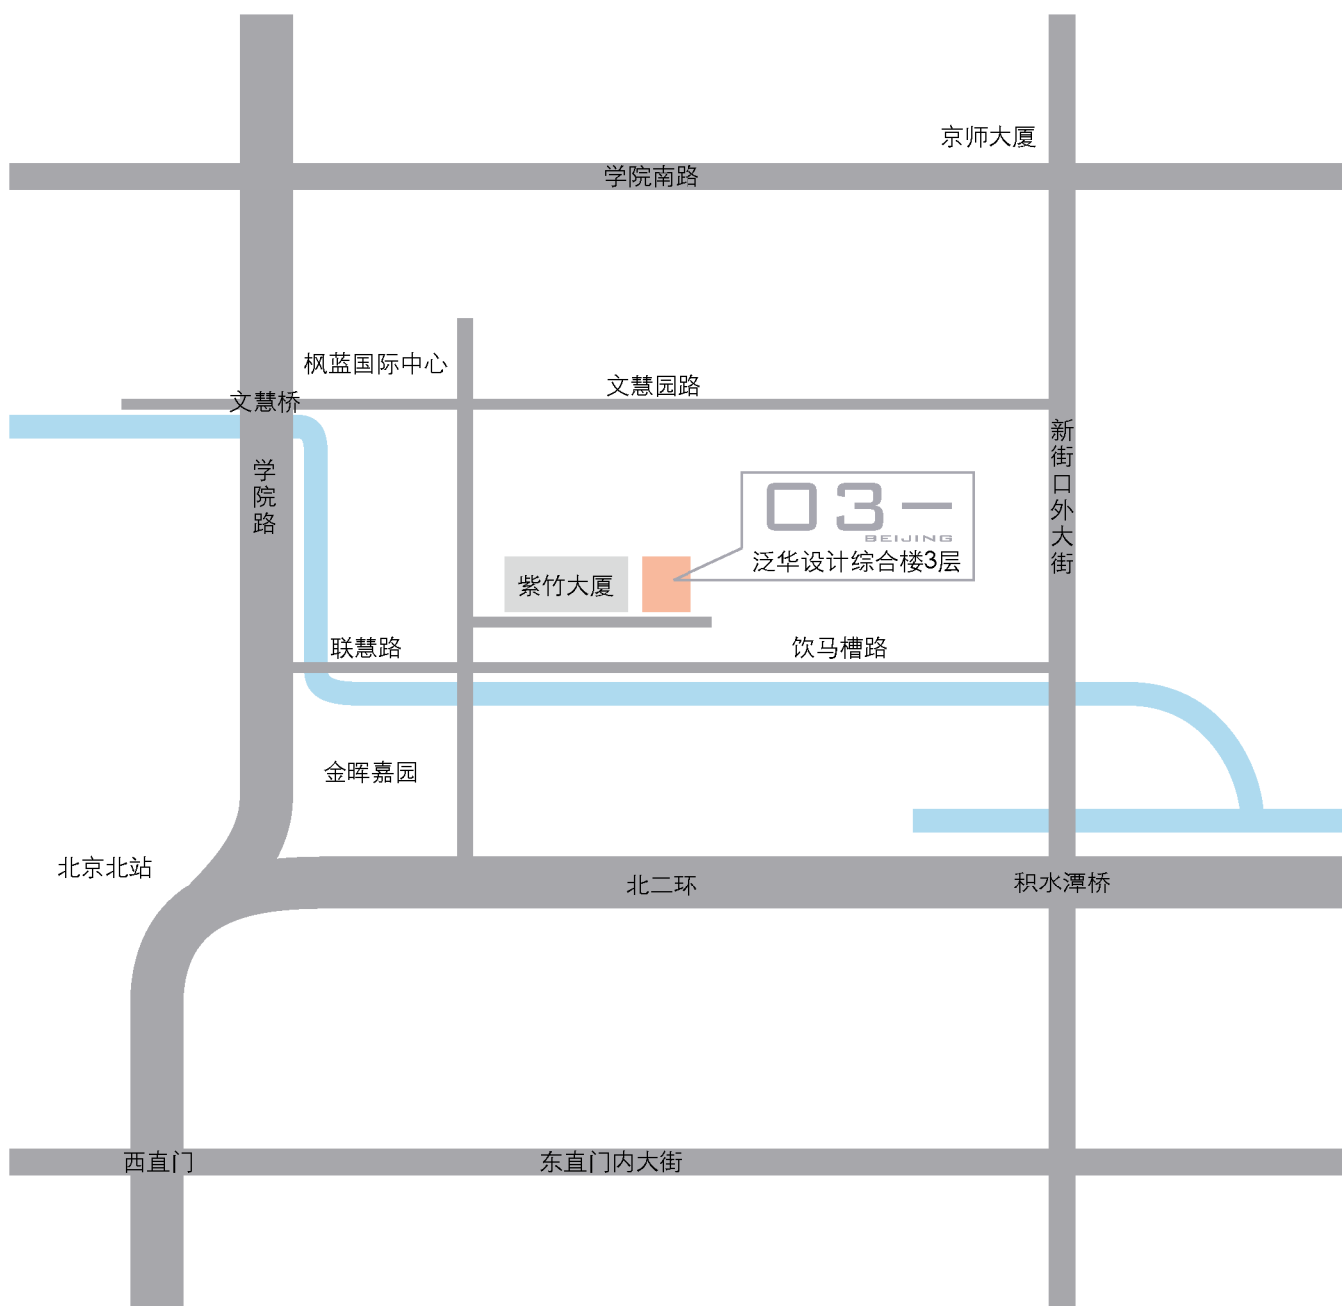 京师大厦
学院南路
枫蓝国际中心
文慧园路
文慧桥
新街口外大街
学院路
03一
BEIJING
泛华设计综合楼3层
紫竹大厦
联慧路
饮马槽路
金晖嘉园
北京北站
北二环
积水潭桥
西直门
东直门内大街